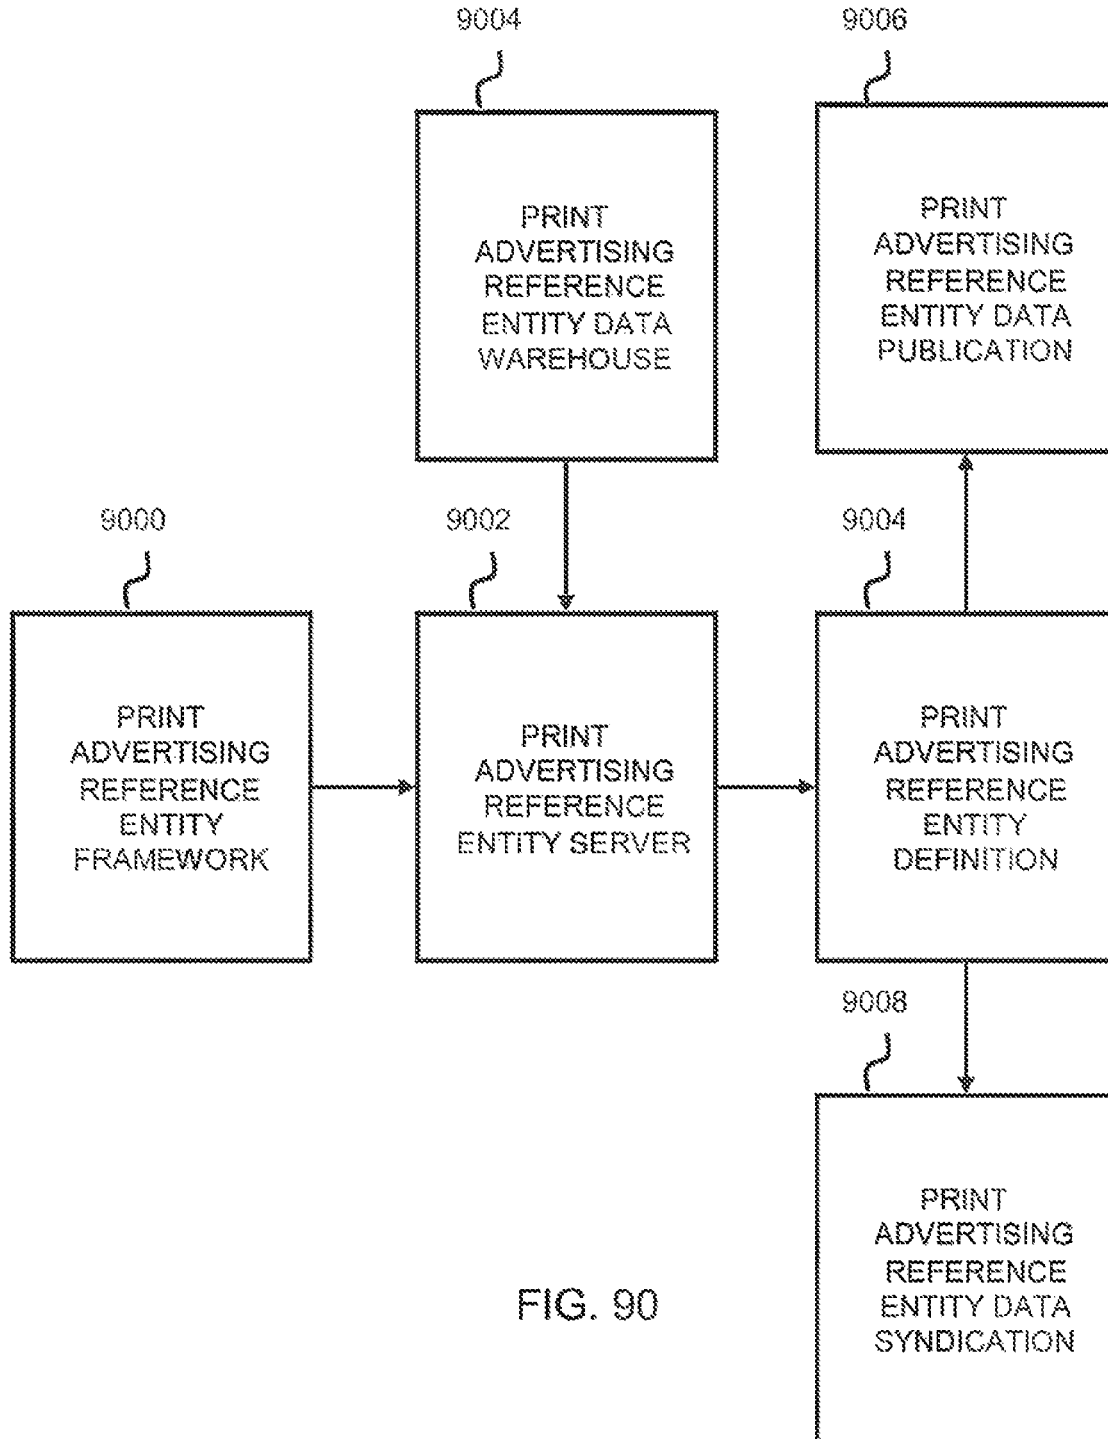 9004
PRINT
ADVERTISING
REFERENCE
ENTITY DATA
WAREHOUSE
9006
PRINT
ADVERTISING
REFERENCE
ENTITY DATA
PUBLICATION
9000
PRINT
ADVERTISING
REFERENCE
ENTITY
FRAMEWORK
9002
PRINT
ADVERTISING
REFERENCE
ENTITY SERVER
9004
PRINT
ADVERTISING
REFERENCE
ENTITY
DEFINITION
9008
PRINT
ADVERTISING
REFERENCE
ENTITY DATA
SYNDICATION
FIG. 90